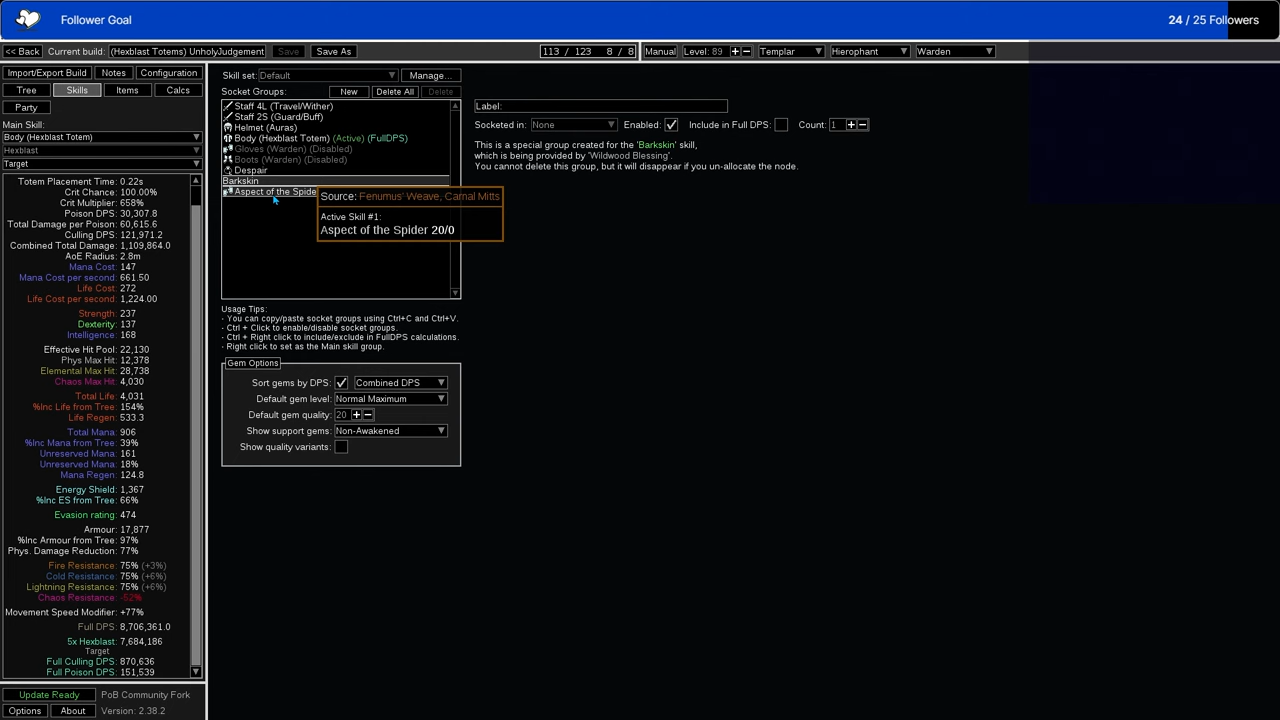 Follower Goal
24 / 25 Followers
<< Back
Current build: (Hexblast Totems) UnholyJudgement
Save
Save As
113 / 123 8 / 8
Manual
Level: 89
+
−
Templar
Hierophant
Warden
Import/Export Build
Notes
Configuration
Tree
Skills
Items
Calcs
Party
Main Skill:
Body (Hexblast Totem)
Hexblast
Target
Totem Placement Time: 0.22s
Crit Chance: 100.00%
Crit Multiplier: 658%
Poison DPS: 30,307.8
Total Damage per Poison: 60,615.6
Culling DPS: 121,971.2
Combined Total Damage: 1,109,864.0
AoE Radius: 2.8m
Mana Cost: 147
Mana Cost per second: 661.50
Life Cost: 272
Life Cost per second: 1,224.00
Strength: 237
Dexterity: 137
Intelligence: 168
Effective Hit Pool: 22,130
Phys Max Hit: 12,378
Elemental Max Hit: 28,738
Chaos Max Hit: 4,030
Total Life: 4,031
%Inc Life from Tree: 154%
Life Regen: 533.3
Total Mana: 906
%Inc Mana from Tree: 39%
Unreserved Mana: 161
Unreserved Mana: 18%
Mana Regen: 124.8
Energy Shield: 1,367
%Inc ES from Tree: 66%
Evasion rating: 474
Armour: 17,877
%Inc Armour from Tree: 97%
Phys. Damage Reduction: 77%
Fire Resistance: 75% (+3%)
Cold Resistance: 75% (+6%)
Lightning Resistance: 75% (+6%)
Chaos Resistance: -52%
Movement Speed Modifier: +77%
Full DPS: 8,706,361.0
5x Hexblast: 7,684,186
Target
Full Culling DPS: 870,636
Full Poison DPS: 151,539
Update Ready
PoB Community Fork
Options
About
Version: 2.38.2
Skill set: Default
Manage...
Socket Groups:
New
Delete All
Delete
Staff 4L (Travel/Wither)
Staff 2S (Guard/Buff)
Helmet (Auras)
Body (Hexblast Totem) (Active) (FullDPS)
Gloves (Warden) (Disabled)
Boots (Warden) (Disabled)
Despair
Barkskin
Aspect of the Spide
Source: Fenumus' Weave, Carnal Mitts
Active Skill #1:
Aspect of the Spider 20/0
Usage Tips:
- You can copy/paste socket groups using Ctrl+C and Ctrl+V.
- Ctrl + Click to enable/disable socket groups.
- Ctrl + Right click to include/exclude in FullDPS calculations.
- Right click to set as the Main skill group.
Gem Options
Sort gems by DPS:
Combined DPS
Default gem level: Normal Maximum
Default gem quality: 20 + −
Show support gems: Non-Awakened
Show quality variants:
Label:
Socketed in: None
Enabled:
Include in Full DPS:
Count: 1 + −
This is a special group created for the 'Barkskin' skill,
which is being provided by 'Wildwood Blessing'.
You cannot delete this group, but it will disappear if you un-allocate the node.